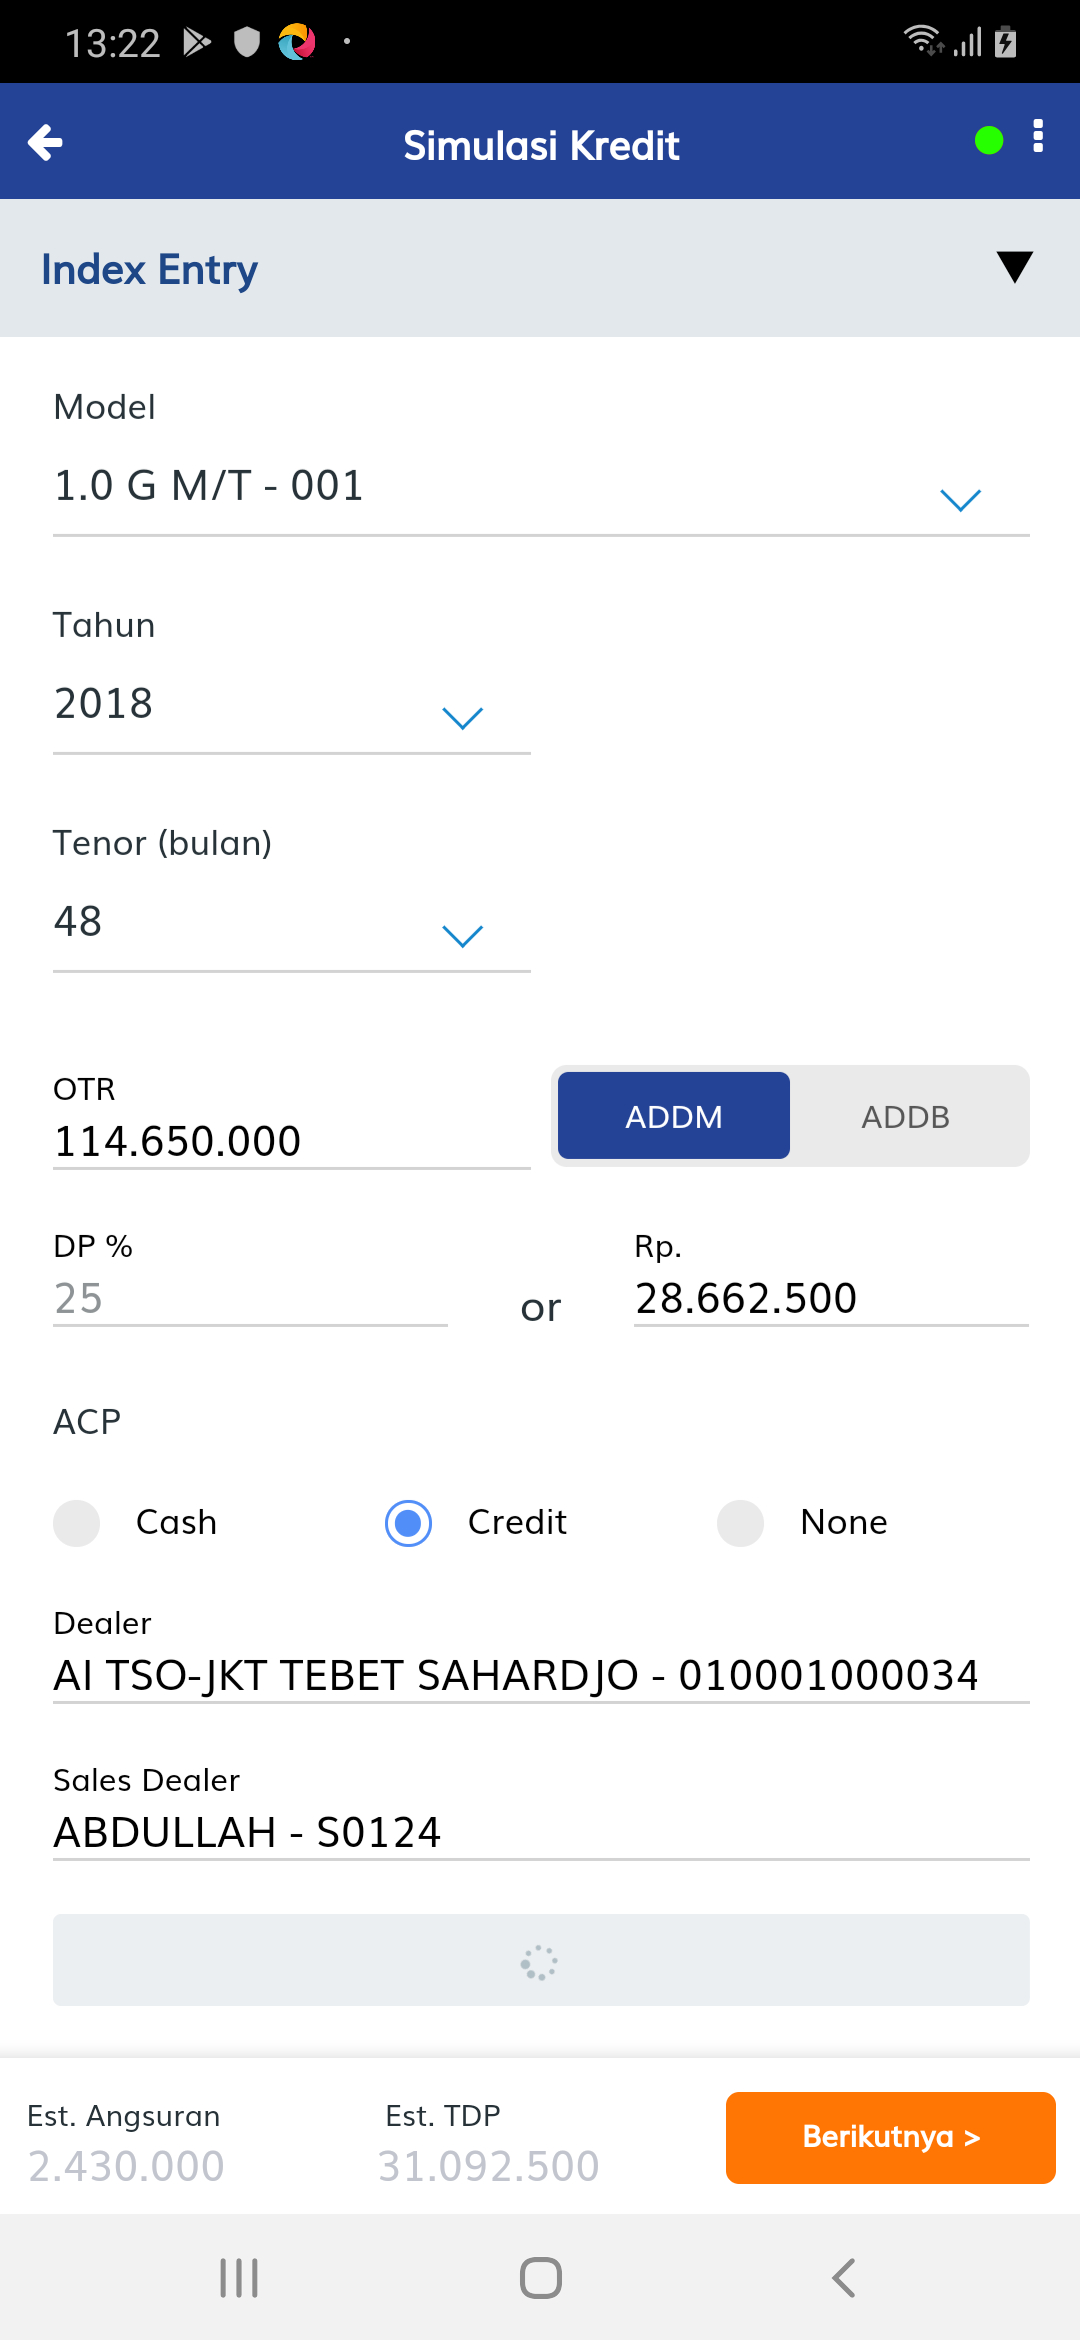 13:22
Simulasi Kredit
Index Entry
Model
1.0 G M/T - 001
Tahun
2018
Tenor (bulan)
48
OTR
114.650.000
ADDM
ADDB
DP %
25
or
Rp.
28.662.500
ACP
Cash
Credit
None
Dealer
AI TSO-JKT TEBET SAHARDJO - 010001000034
Sales Dealer
ABDULLAH - S0124
Est. Angsuran
2.430.000
Est. TDP
31.092.500
Berikutnya >